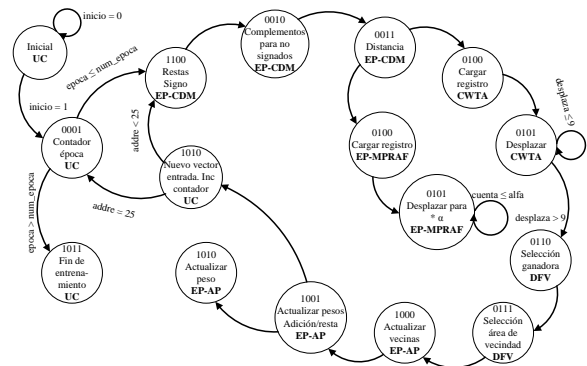 inicio = 0
Inicial
UC
inicio = 1
0001
Contador
época
UC
epoca ≤ num_epoca
epoca > num_epoca
1011
Fin de
entrena-
miento
UC
1100
Restas
Signo
EP-CDM
addre < 25
addre = 25
1010
Nuevo vector
entrada. Inc
contador
UC
0010
Complementos
para no
signados
EP-CDM
0011
Distancia
EP-CDM
0100
Cargar
registro
CWTA
0100
Cargar registro
EP-MPRAF
0101
Desplazar
CWTA
desplaza ≤ 9
desplaza > 9
0101
Desplazar para
* α
EP-MPRAF
cuenta ≤ alfa
0110
Selección
ganadora
DFV
0111
Selección
área de
vecindad
DFV
1000
Actualizar
vecinas
EP-AP
1001
Actualizar pesos
Adición/resta
EP-AP
1010
Actualizar
peso
EP-AP